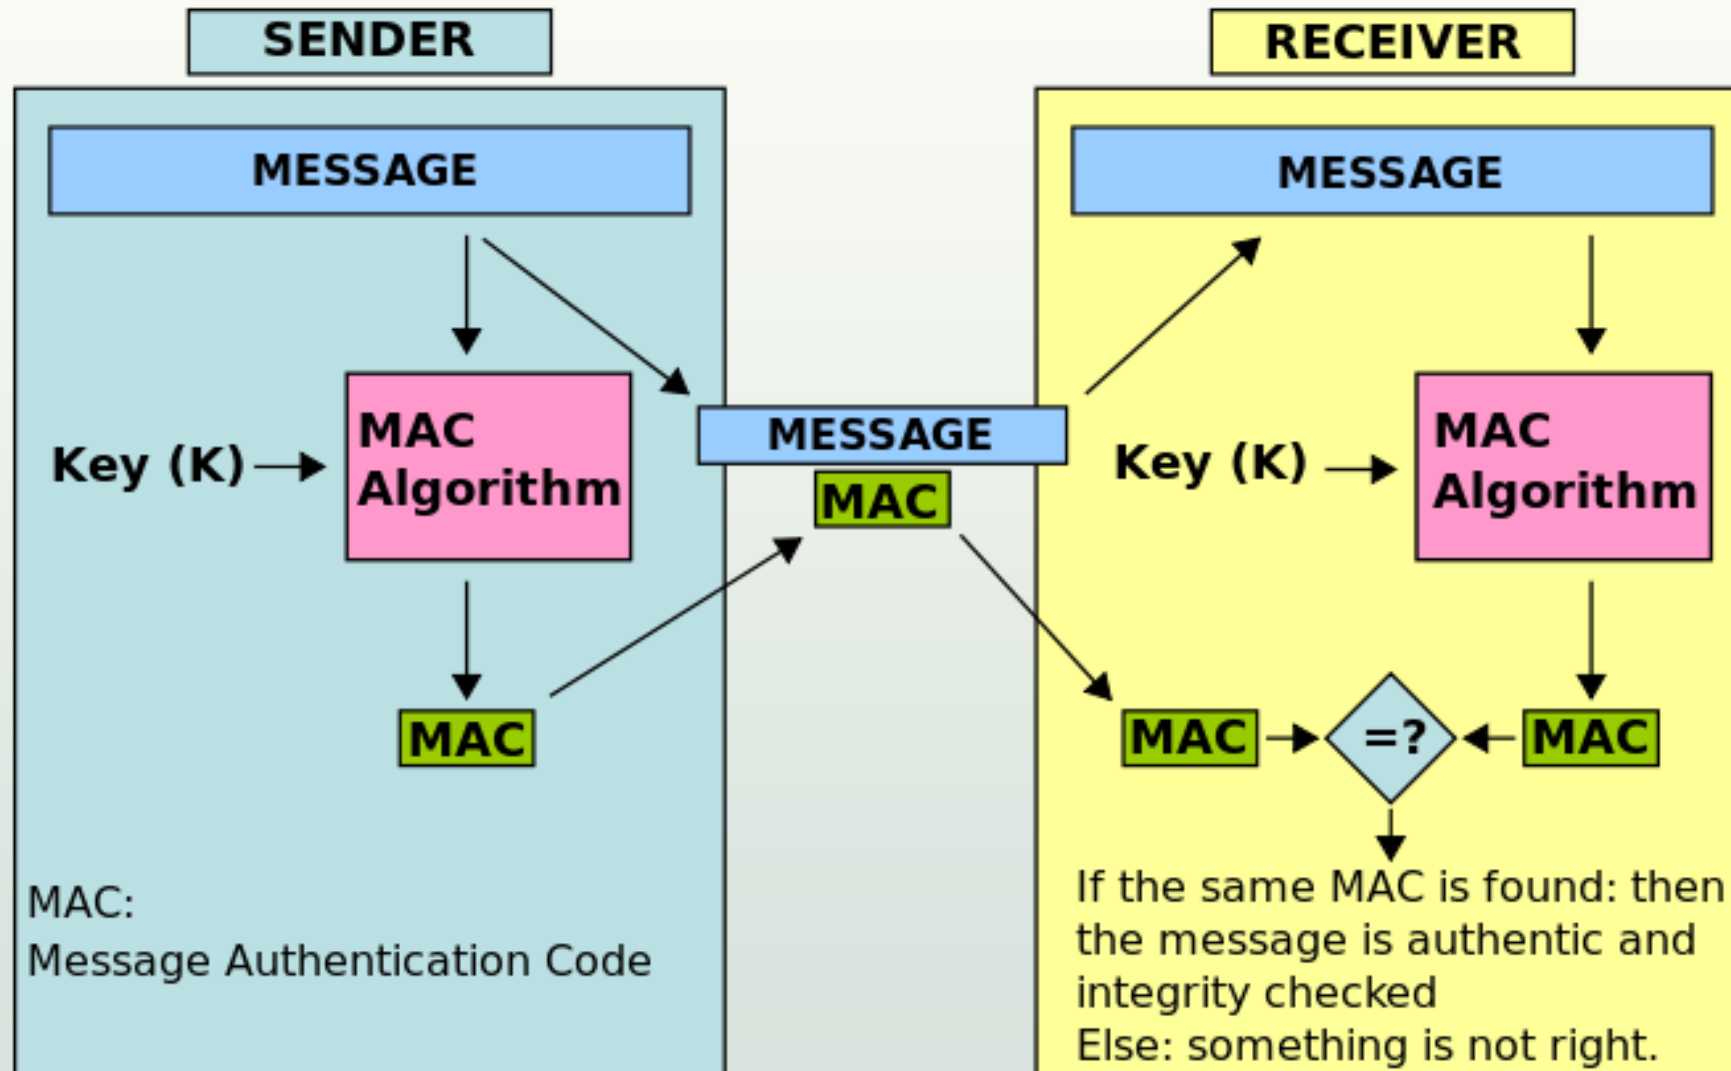 SENDER
MESSAGE
Key (K)
MAC
Algorithm
MAC
MAC:
Message Authentication Code
MESSAGE
MAC
RECEIVER
MESSAGE
Key (K)
MAC
Algorithm
MAC
=?
MAC
If the same MAC is found: then
the message is authentic and
integrity checked
Else: something is not right.